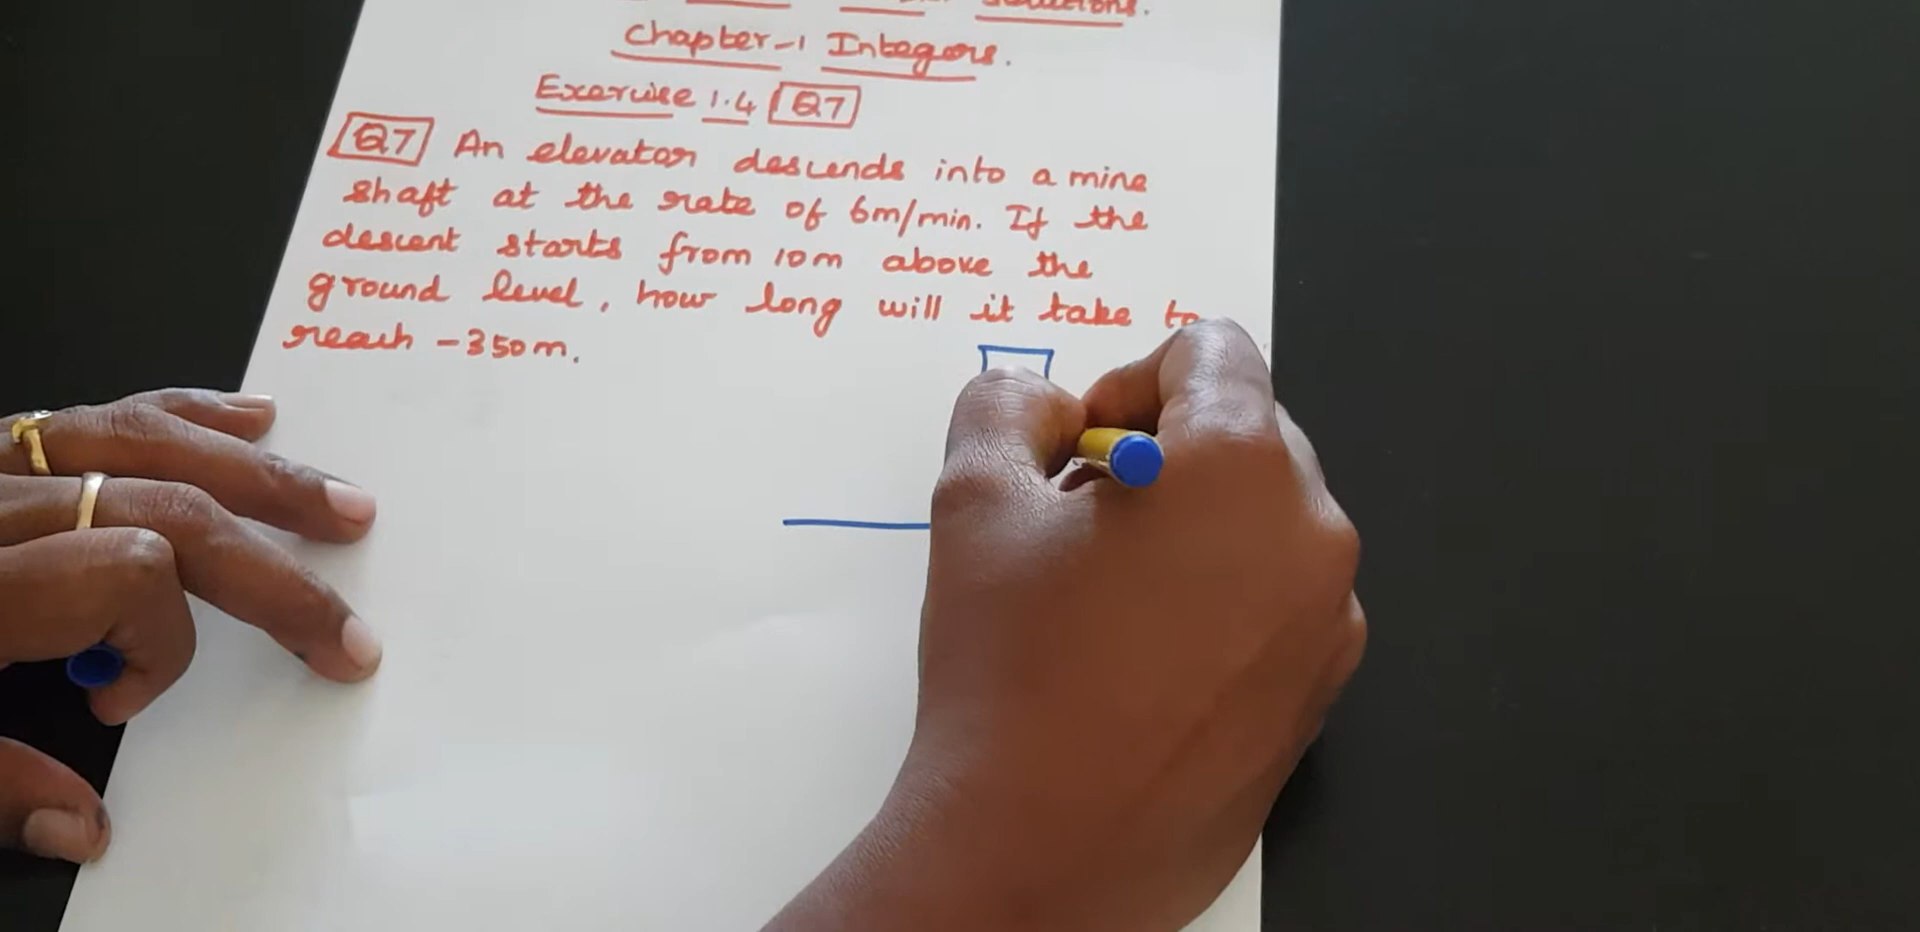 Solutions.
Chapter-1 Integers.
Exercise 1.4 Q7
Q7 An elevator descends into a mine
shaft at the rate of 6m/min. If the
descent starts from 10m above the
ground level, how long will it take to
reach -350m.